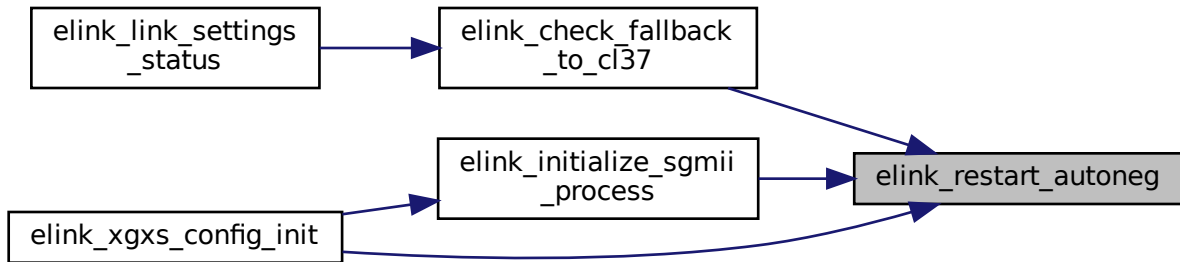 elink_link_settings
_status
elink_check_fallback
_to_cl37
elink_initialize_sgmii
_process
elink_restart_autoneg
elink_xgxs_config_init